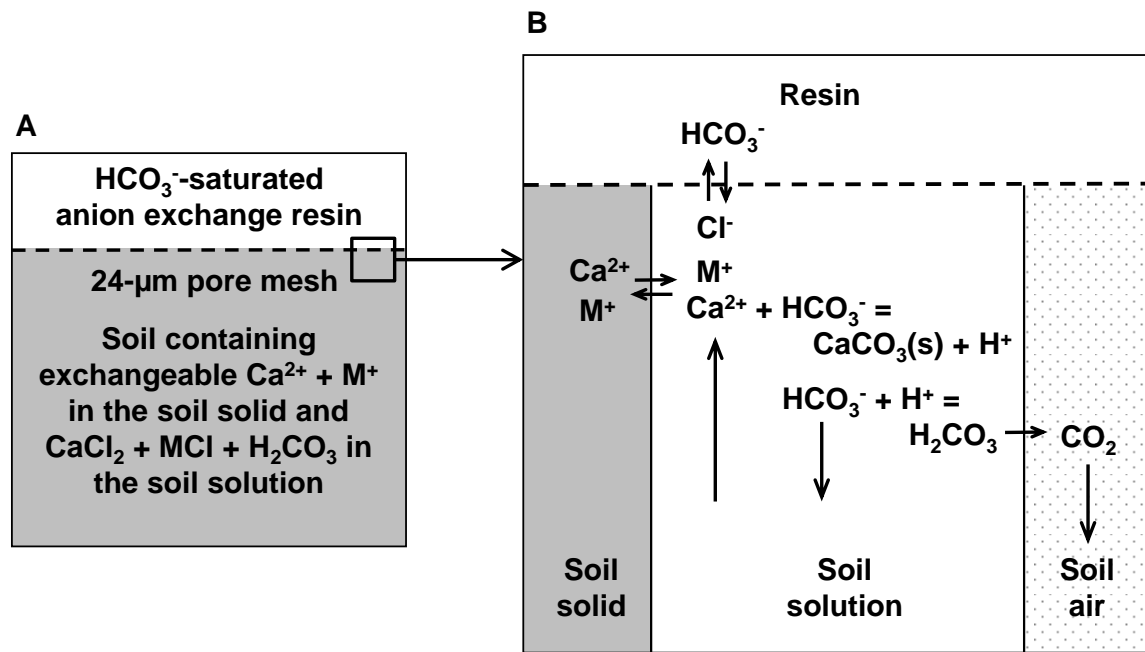 A
HCO₃⁻-saturated
anion exchange resin
24-µm pore mesh
Soil containing
exchangeable Ca²⁺ + M⁺
in the soil solid and
CaCl₂ + MCl + H₂CO₃ in
the soil solution
B
Resin
HCO₃⁻
Cl⁻
Ca²⁺
M⁺
M⁺
Ca²⁺ + HCO₃⁻ =
CaCO₃(s) + H⁺
HCO₃⁻ + H⁺ =
H₂CO₃
CO₂
Soil
solid
Soil
solution
Soil
air